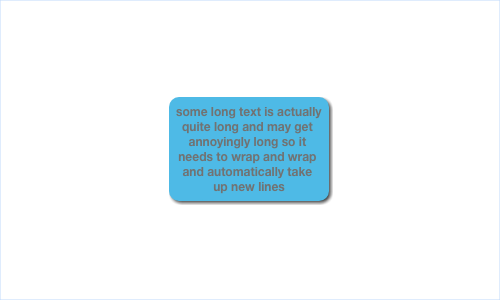 some long text is actually
quite long and may get
annoyingly long so it
needs to wrap and wrap
and automatically take
up new lines